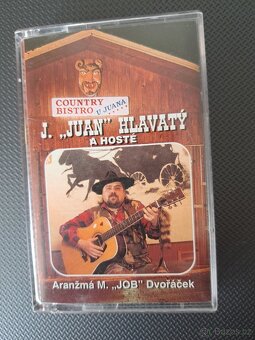 COUNTRY
BISTRO
U JUANA
J. „JUAN" HLAVATÝ
A HOSTÉ
Aranžmá M. „JOB" Dvořáček